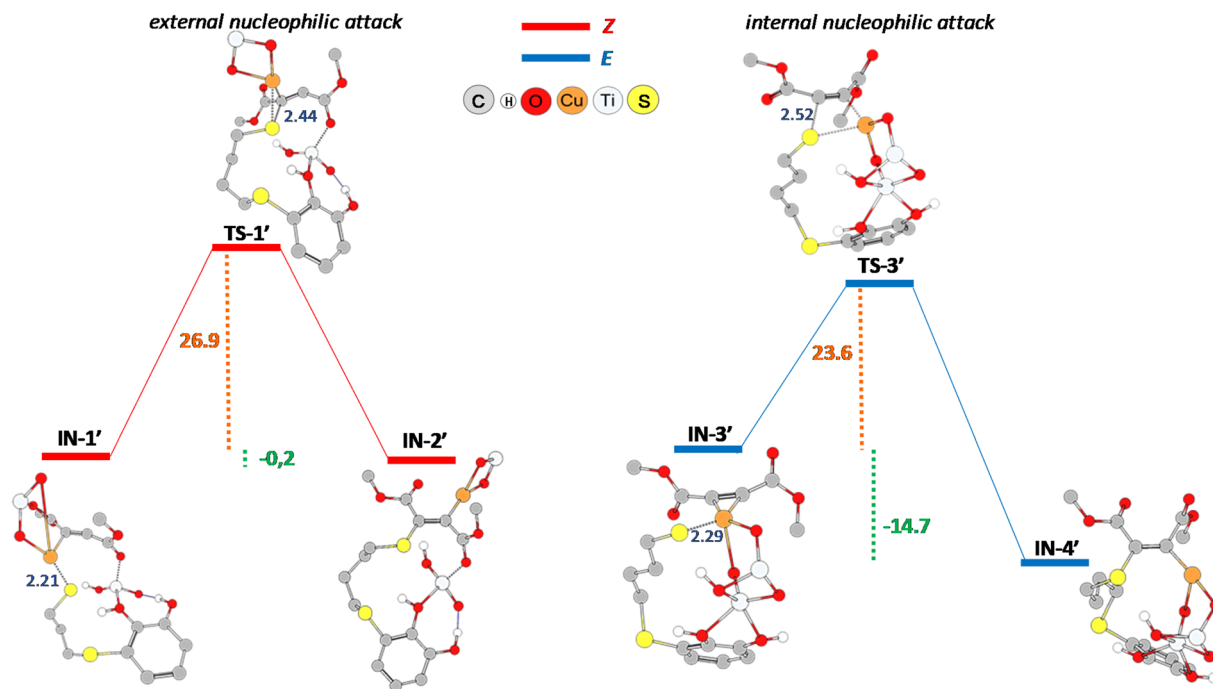 external nucleophilic attack
internal nucleophilic attack
Z
E
C H O Cu Ti S
2.44
2.52
TS-1’
TS-3’
26.9
23.6
IN-1’
IN-2’
IN-3’
-0,2
-14.7
2.29
IN-4’
2.21